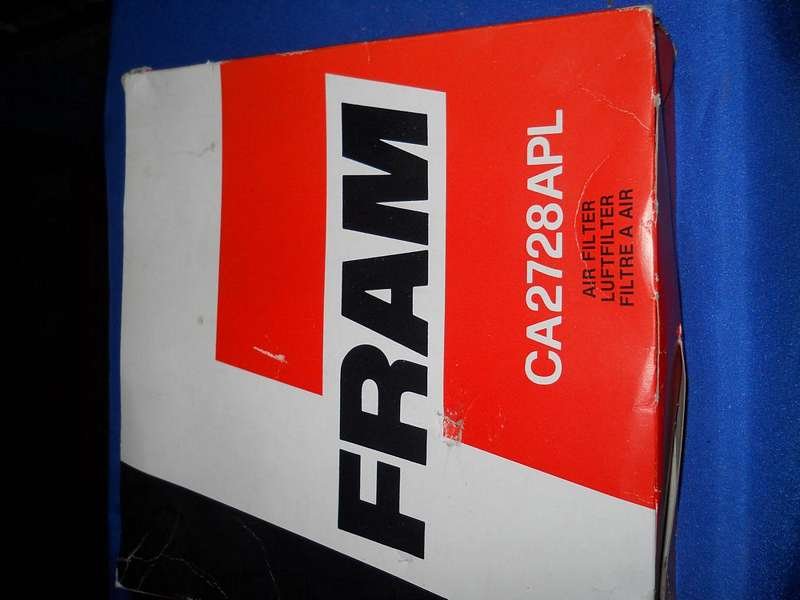 FRAM
CA2728APL
AIR FILTER
LUFTFILTER
FILTRE A AIR